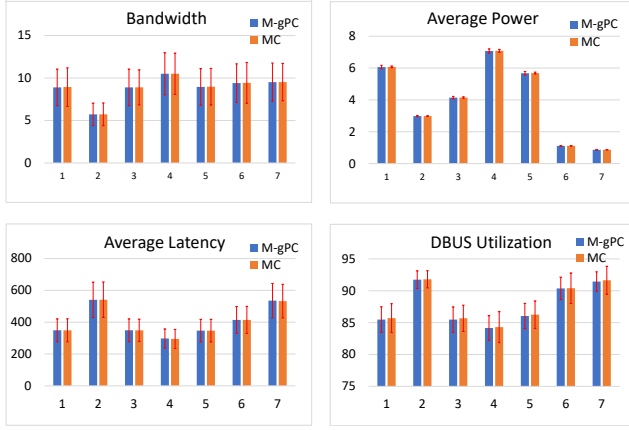 Bandwidth
M-gPC
MC
15
10
5
0
1 2 3 4 5 6 7
Average Power
M-gPC
MC
8
6
4
2
0
1 2 3 4 5 6 7
Average Latency
M-gPC
MC
800
600
400
200
0
1 2 3 4 5 6 7
DBUS Utilization
M-gPC
MC
95
90
85
80
75
1 2 3 4 5 6 7